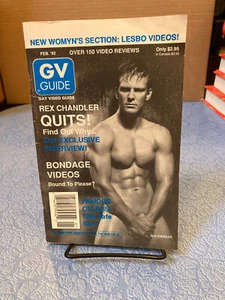 NEW WOMYN'S SECTION: LESBO VIDEOS!
FEB. '92
OVER 150 VIDEO REVIEWS
Only $2.95
GV
GUIDE
GAY VIDEO GUIDE
REX CHANDLER
QUITS!
Find Out Why...
EXCLUSIVE
INTERVIEW!
BONDAGE
VIDEOS
Bound To Please?
FAMOUS
REX CHANDLER